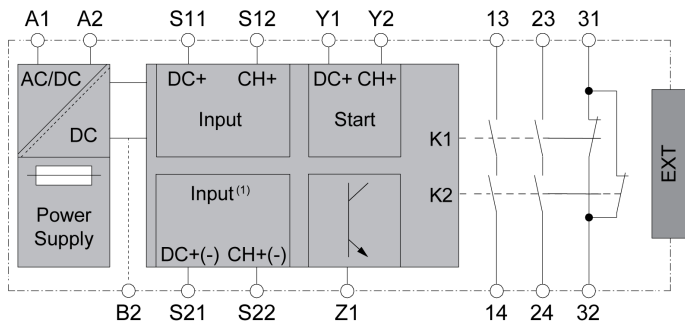 A1 A2 S11 S12 Y1 Y2 13 23 31
AC/DC DC+ CH+ DC+ CH+
Input Start
DC
K1
EXT
Input(1) K2
Power
Supply
DC+(-) CH+(-)
B2 S21 S22 Z1 14 24 32